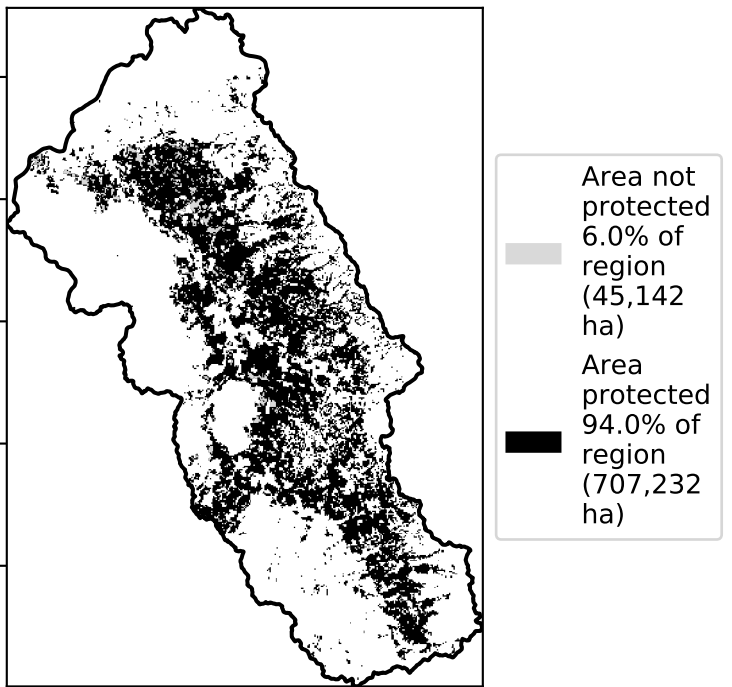 Area not
protected
6.0% of
region
(45,142
ha)
Area
protected
94.0% of
region
(707,232
ha)